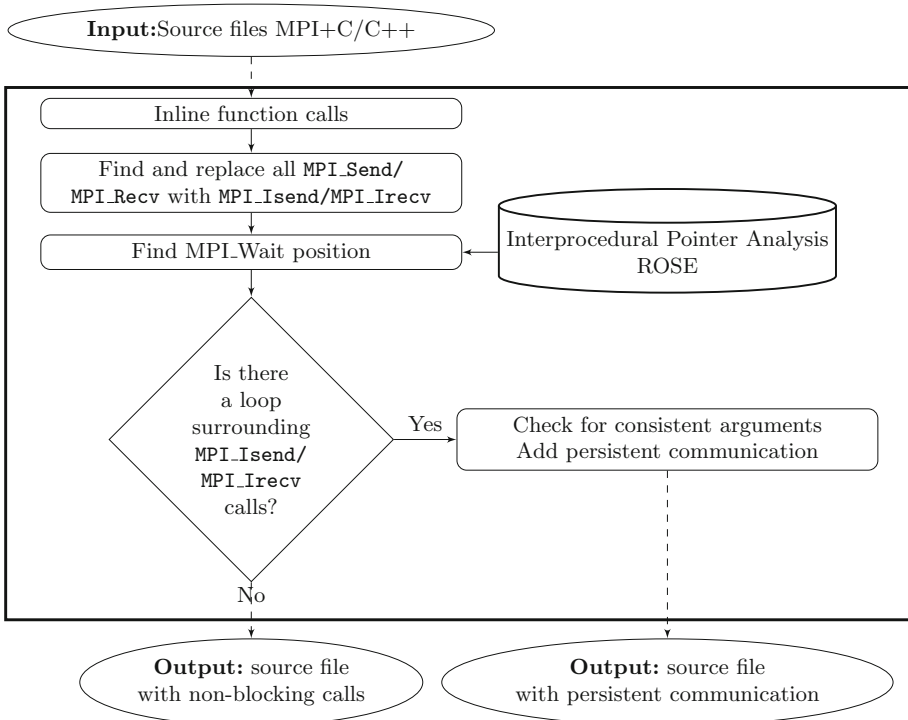 Input:Source files MPI+C/C++
Inline function calls
Find and replace all MPI_Send/
MPI_Recv with MPI_Isend/MPI_Irecv
Find MPI_Wait position
Interprocedural Pointer Analysis
ROSE
Is there
a loop
surrounding
MPI_Isend/
MPI_Irecv
calls?
Yes
Check for consistent arguments
Add persistent communication
No
Output: source file
with non-blocking calls
Output: source file
with persistent communication